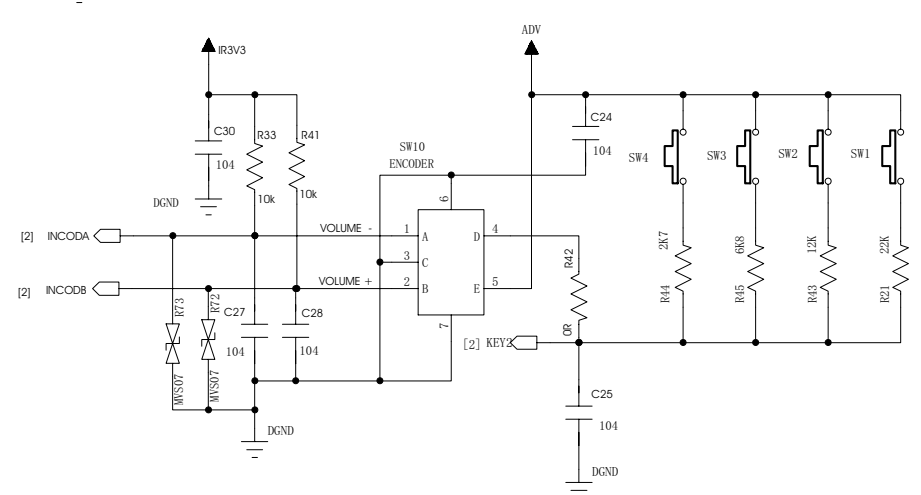 ADV
IR3V3
C30
104
R33
10k
R41
10k
DGND
SW10
ENCODER
C24
104
SW4
SW3
SW2
SW1
6
[2] INCODA
VOLUME -
1
A
D
4
3
C
[2] INCODB
VOLUME +
2
B
E
5
7
R42
0R
2K7
R44
6K8
R45
12K
R43
22K
R21
R73
MVS07
R72
MVS07
C27
104
C28
104
[2] KEY2
C25
104
DGND
DGND